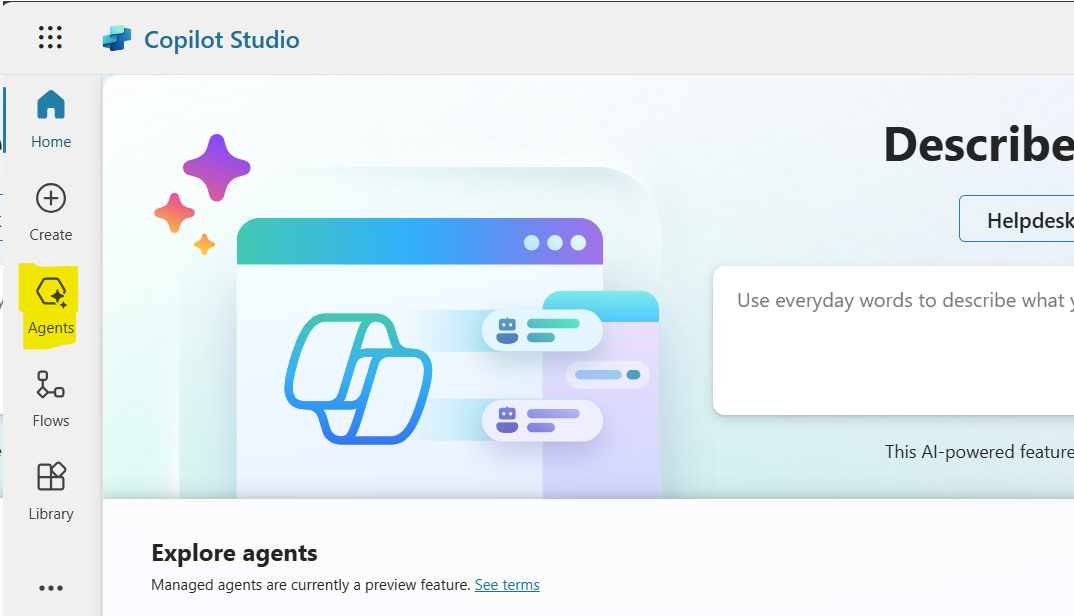 Copilot Studio
Home
Create
Agents
Flows
Library
Describe
Helpdesk
Use everyday words to describe what
This AI-powered feature
Explore agents
Managed agents are currently a preview feature. See terms